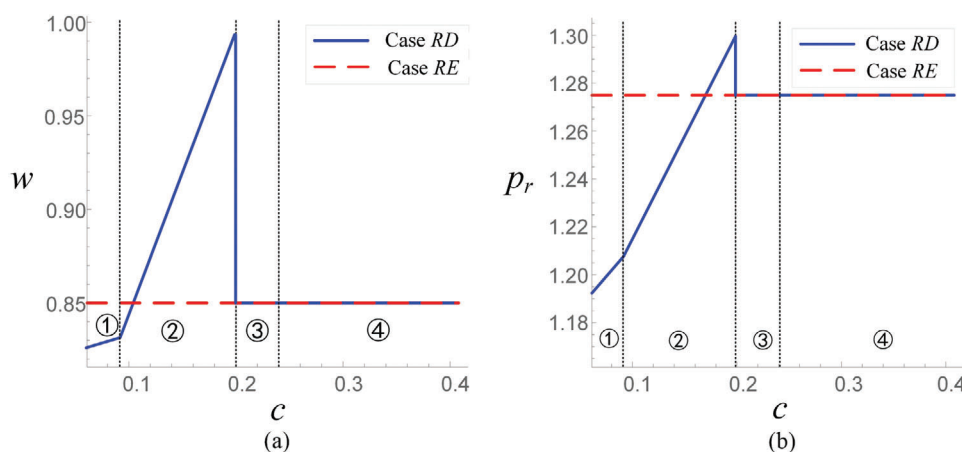 1.00
0.95
0.90
0.85
w
Case RD
Case RE
① ② ③ ④
0.1 0.2 0.3 0.4
c
(a)
1.30
1.28
1.26
1.24
1.22
1.20
1.18
p_r
Case RD
Case RE
① ② ③ ④
0.1 0.2 0.3 0.4
c
(b)